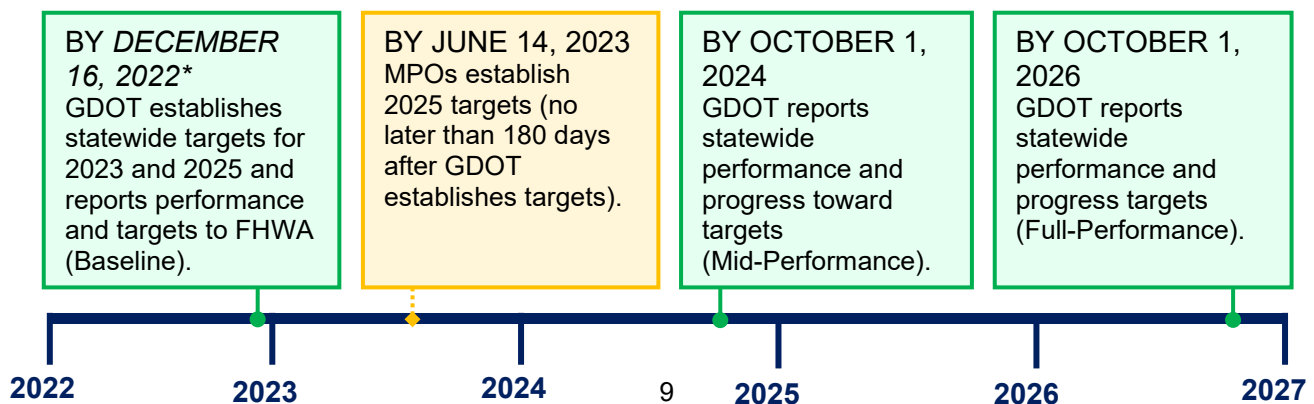 BY DECEMBER
16, 2022*
GDOT establishes
statewide targets for
2023 and 2025 and
reports performance
and targets to FHWA
(Baseline).
BY JUNE 14, 2023
MPOs establish
2025 targets (no
later than 180 days
after GDOT
establishes targets).
BY OCTOBER 1,
2024
GDOT reports
statewide
performance and
progress toward
targets
(Mid-Performance).
BY OCTOBER 1,
2026
GDOT reports
statewide
performance and
progress targets
(Full-Performance).
2022
2023
2024
9
2025
2026
2027